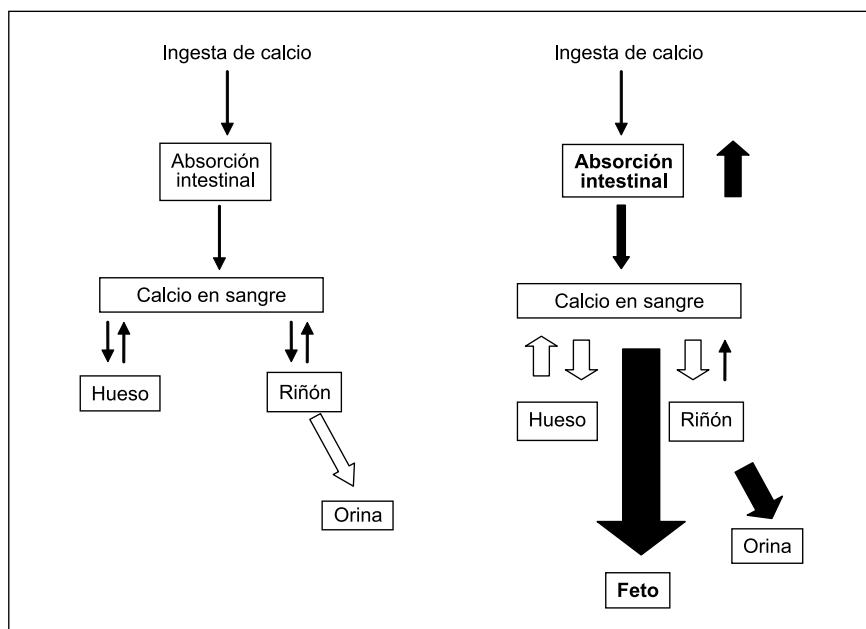 Ingesta de calcio
Absorción
intestinal
Calcio en sangre
Hueso
Riñón
Orina
Ingesta de calcio
Absorción
intestinal
Calcio en sangre
Hueso
Riñón
Orina
Feto